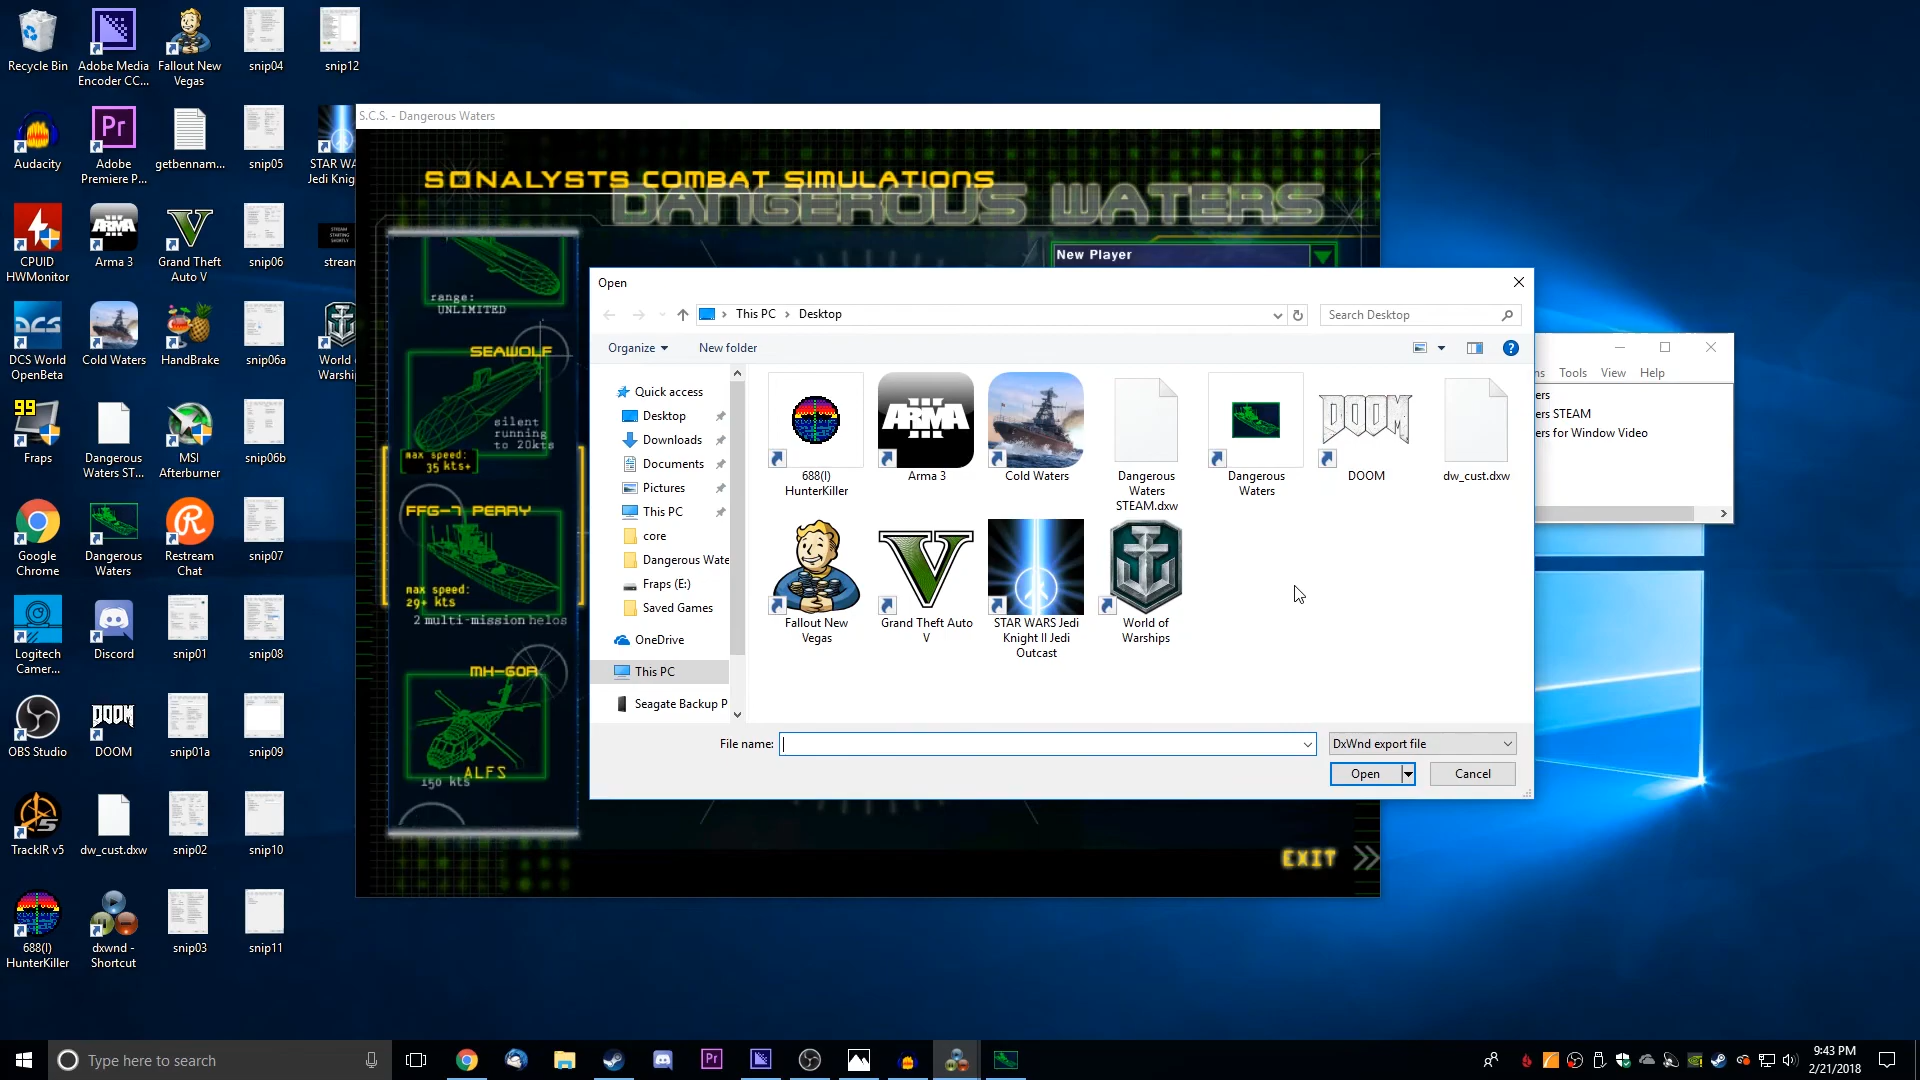 Recycle Bin
Adobe Media
Encoder CC...
Fallout New
Vegas
snip04
snip12
Audacity
Adobe
Premiere P...
getbennam...
snip05
STAR WA
Jedi Knig
CPUID
HWMonitor
Arma 3
Grand Theft
Auto V
snip06
strean
DCS World
OpenBeta
Cold Waters
HandBrake
snip06a
World o
Warship
99
Fraps
Dangerous
Waters ST...
MSI
Afterburner
snip06b
Google
Chrome
Dangerous
Waters
Restream
Chat
snip07
Logitech
Camer...
Discord
snip01
snip08
OBS Studio
DOOM
snip01a
snip09
TrackIR v5
dw_cust.dxw
snip02
snip10
688(I)
HunterKiller
dxwnd -
Shortcut
snip03
snip11
S.C.S. - Dangerous Waters
SONALYSTS COMBAT SIMULATIONS
DANGEROUS WATERS
New Player
range:
UNLIMITED
SEAWOLF
silent
running
to 20kts
max speed:
35 kts+
FFG-7 PERRY
max speed:
29+ kts
2 multi-mission helos
MH-60R
150 kts
ALFS
EXIT
Open
This PC
Desktop
Search Desktop
Organize
New folder
Quick access
Desktop
Downloads
Documents
Pictures
This PC
core
Dangerous Wate
Fraps (E:)
Saved Games
OneDrive
This PC
Seagate Backup P
688(I)
HunterKiller
Arma 3
Cold Waters
Dangerous
Waters
STEAM.dxw
Dangerous
Waters
DOOM
dw_cust.dxw
Fallout New
Vegas
Grand Theft Auto
V
STAR WARS Jedi
Knight II Jedi
Outcast
World of
Warships
File name:
DxWnd export file
Open
Cancel
ns
Tools
View
Help
ers
ers STEAM
ers for Window Video
Type here to search
9:43 PM
2/21/2018